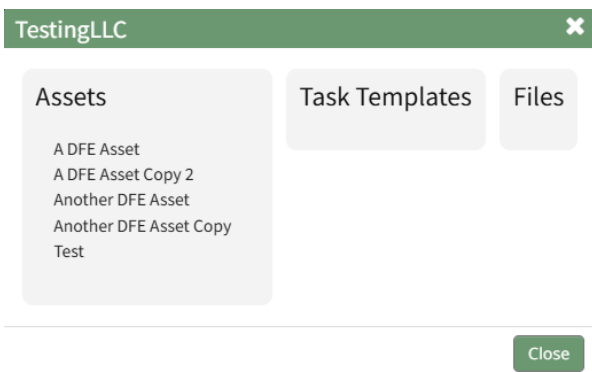 TestingLLC
Assets
A DFE Asset
A DFE Asset Copy 2
Another DFE Asset
Another DFE Asset Copy
Test
Task Templates
Files
Close